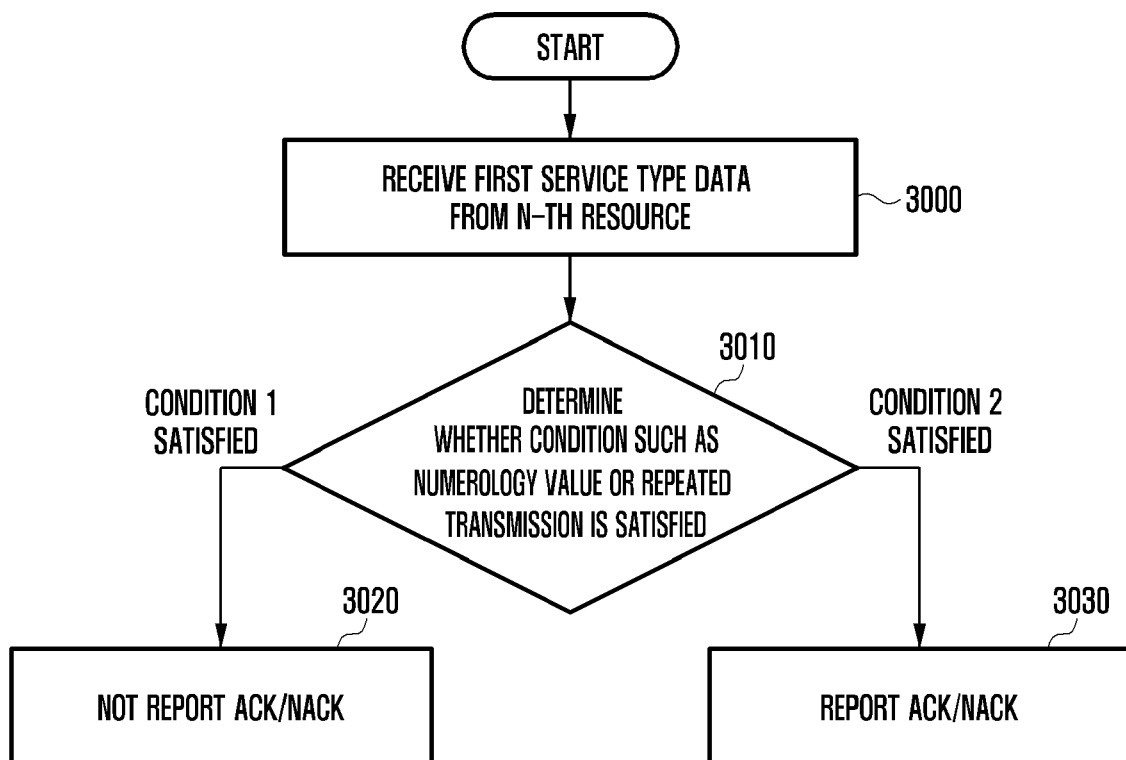 START
RECEIVE FIRST SERVICE TYPE DATA
FROM N-TH RESOURCE
3000
3010
DETERMINE
WHETHER CONDITION SUCH AS
NUMEROLOGY VALUE OR REPEATED
TRANSMISSION IS SATISFIED
CONDITION 1
SATISFIED
CONDITION 2
SATISFIED
3020
NOT REPORT ACK/NACK
3030
REPORT ACK/NACK